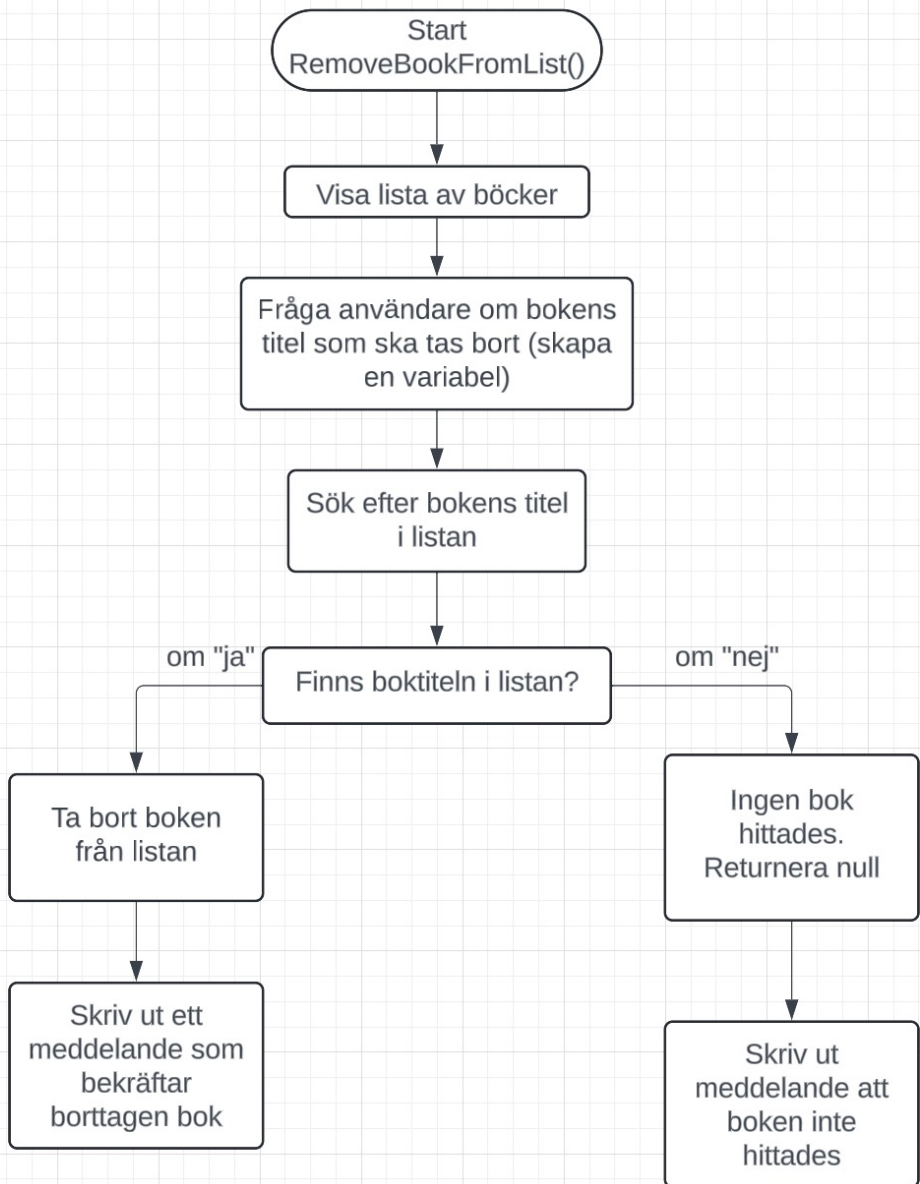 Start
RemoveBookFromList()
Visa lista av böcker
Fråga användare om bokens
titel som ska tas bort (skapa
en variabel)
Sök efter bokens titel
i listan
om "ja"
Finns boktiteln i listan?
om "nej"
Ta bort boken
från listan
Ingen bok
hittades.
Returnera null
Skriv ut ett
meddelande som
bekräftar
borttagen bok
Skriv ut
meddelande att
boken inte
hittades